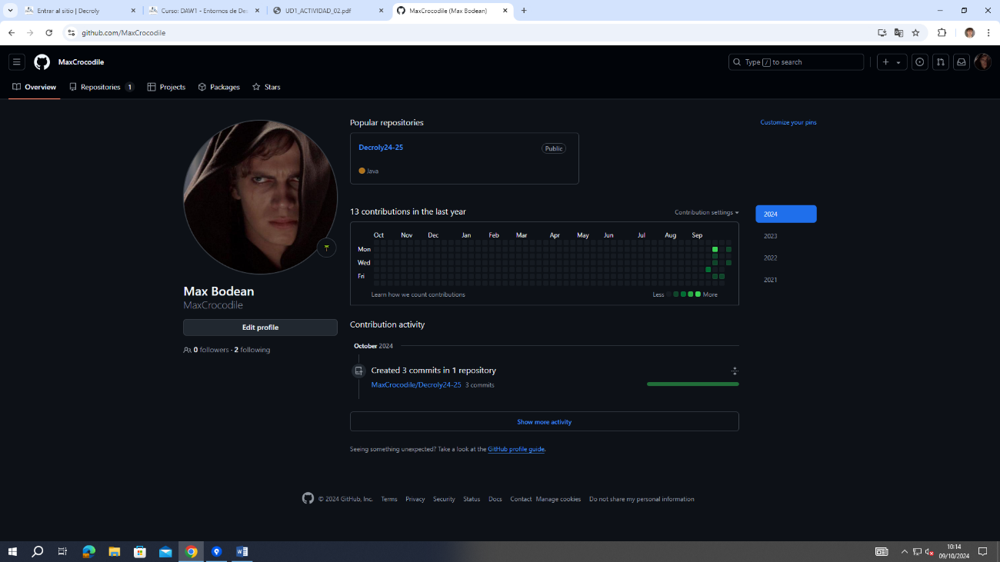 Entrar al sitio | Decroly
Curso: DAW1 - Entornos de Des
UD1_ACTIVIDAD_02.pdf
MaxCrocodile (Max Bodean)
github.com/MaxCrocodile
MaxCrocodile
Type / to search
Overview
Repositories 1
Projects
Packages
Stars
Popular repositories
Customize your pins
Decroly24-25
Public
Java
13 contributions in the last year
Contribution settings
2024
2023
2022
2021
Oct Nov Dec Jan Feb Mar Apr May Jun Jul Aug Sep
Mon
Wed
Fri
Learn how we count contributions
Less More
Max Bodean
MaxCrocodile
Edit profile
0 followers · 2 following
Contribution activity
October 2024
Created 3 commits in 1 repository
MaxCrocodile/Decroly24-25 3 commits
Show more activity
Seeing something unexpected? Take a look at the GitHub profile guide.
© 2024 GitHub, Inc. Terms Privacy Security Status Docs Contact Manage cookies Do not share my personal information
10:14
09/10/2024